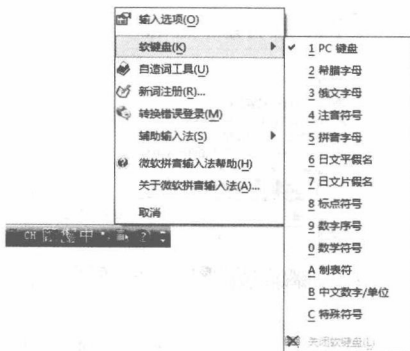 输入选项(O)
软键盘(K)
自造词工具(U)
新词注册(R)...
转换错误登录(M)
辅助输入法(S)
微软拼音输入法帮助(H)
关于微软拼音输入法(A)...
取消
1 PC 键盘
2 希腊字母
3 俄文字母
4 注音符号
5 拼音字母
6 日文平假名
7 日文片假名
8 标点符号
9 数字序号
0 数学符号
A 制表符
B 中文数字/单位
C 特殊符号
关闭软键盘(L)
CH 中